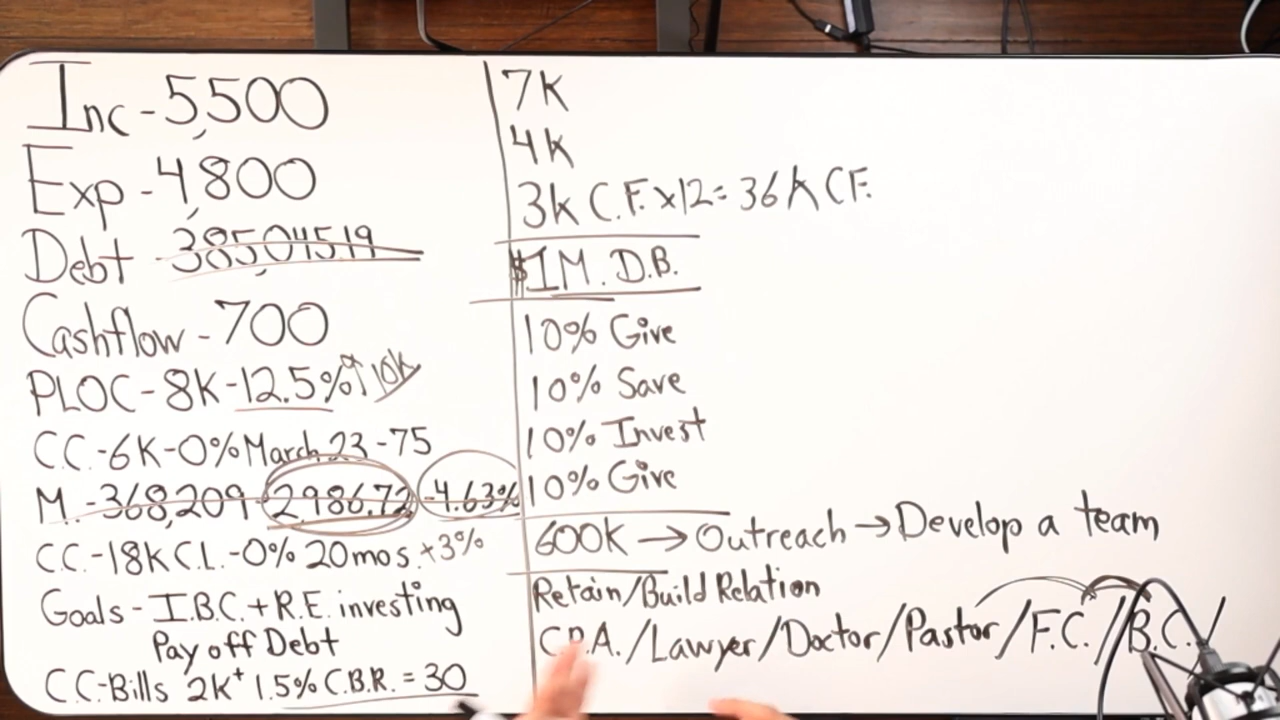 Inc - 5,500
Exp - 4,800
Debt - 385,045.19
Cashflow - 700
PLOC - 8K - 12.5% ↑ 10K
C.C. - 6K - 0% March 23 - 75
M. - 368,209 - 2,986.72 - 4.63%
C.C. - 18K C.L. - 0% 20mos. + 3%
Goals - I.B.C. + R.E. investing
Pay off Debt
C.C. - Bills 2K+ 1.5% C.B.R. = 30
7K
4K
3K C.F. x12 = 36K C.F.
$1M. D.B.
10% Give
10% Save
10% Invest
10% Give
600K → Outreach → Develop a team
Retain/Build Relation
C.P.A. / Lawyer / Doctor / Pastor / F.C. / B.C. /